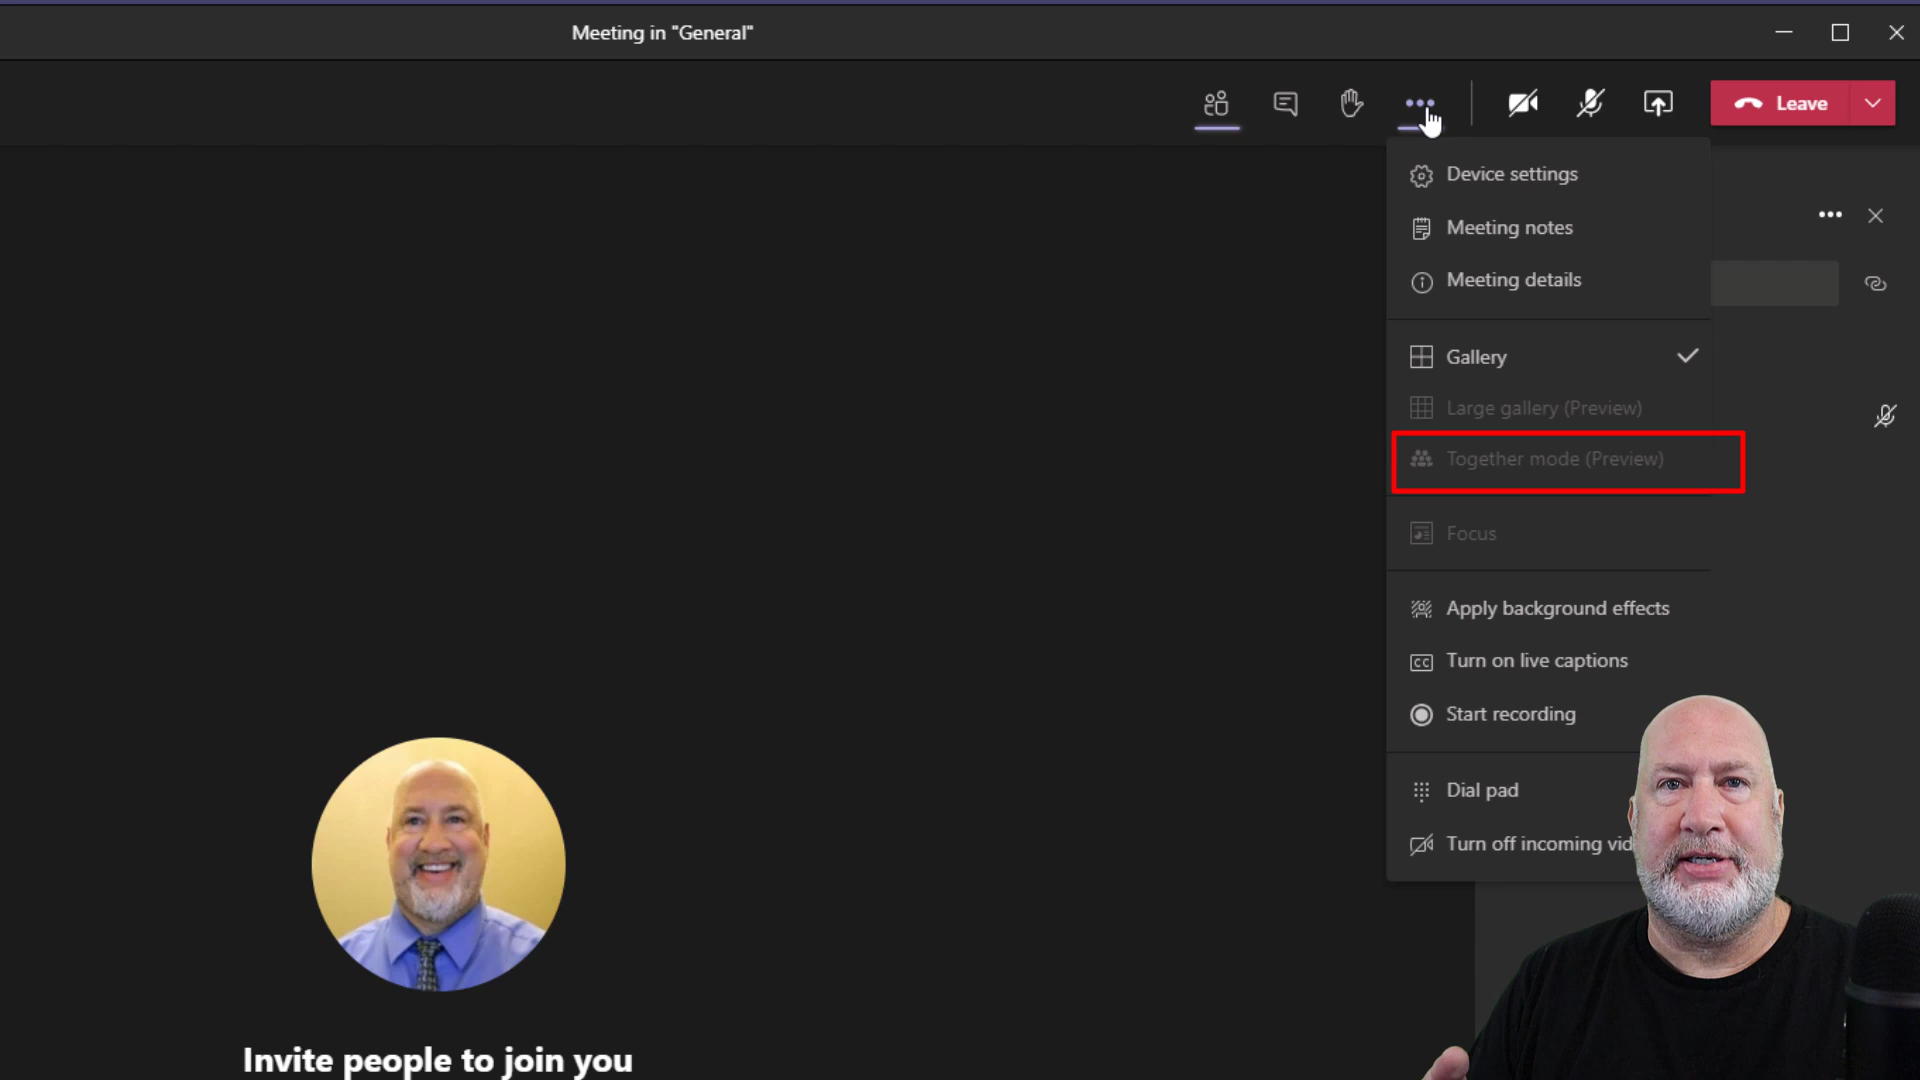 Meeting in "General"
Leave
Device settings
Meeting notes
Meeting details
Gallery
Large gallery (Preview)
Together mode (Preview)
Focus
Apply background effects
CC Turn on live captions
Start recording
Dial pad
Turn off incoming vid
Invite people to join you